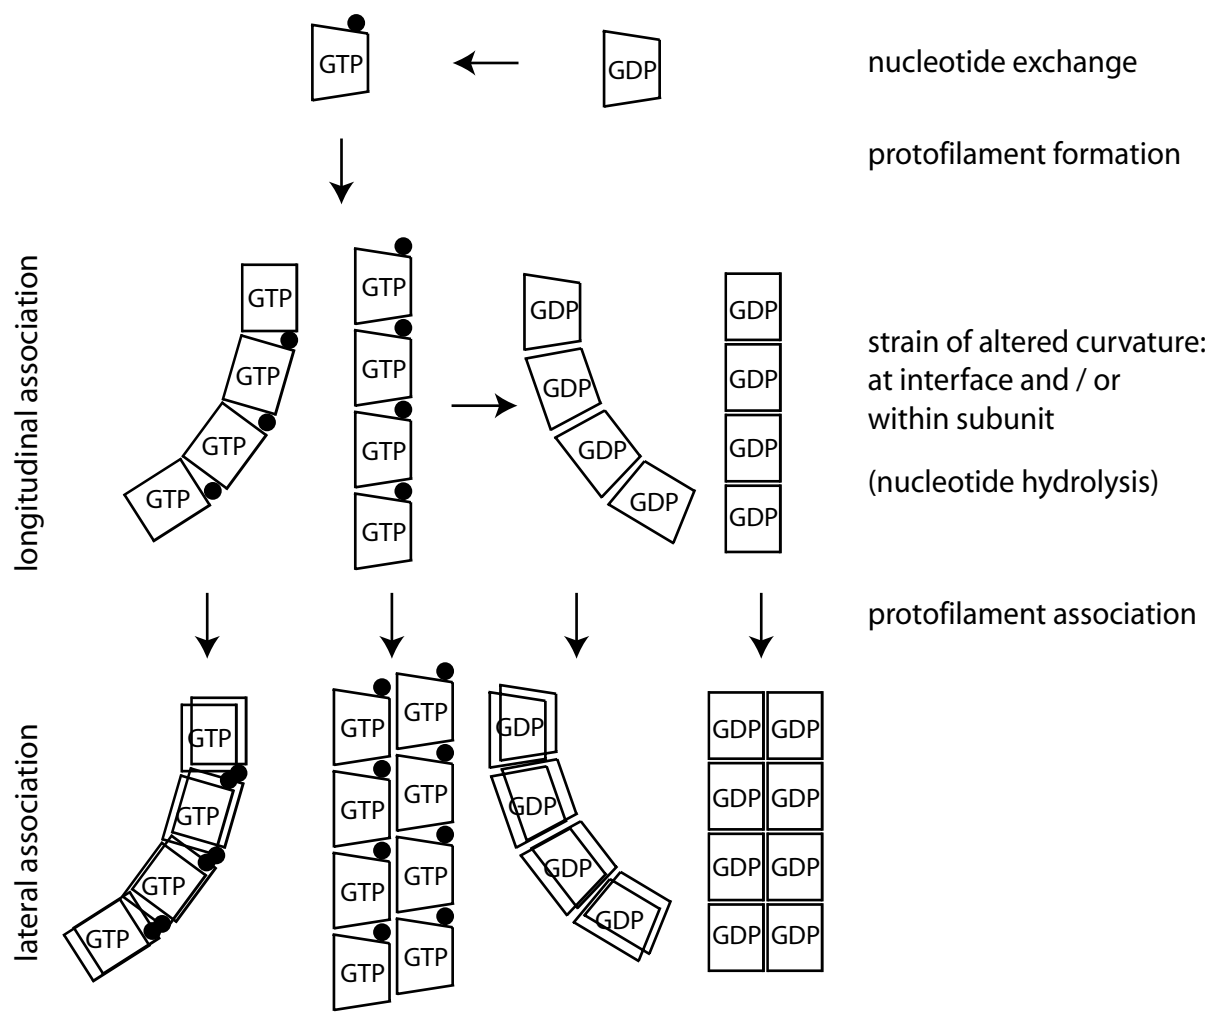 GTP
GDP
nucleotide exchange
protofilament formation
longitudinal association
GTP
GTP
GTP
GTP
GTP
GTP
GTP
GTP
GDP
GDP
GDP
GDP
GDP
GDP
GDP
GDP
strain of altered curvature:
at interface and / or
within subunit
(nucleotide hydrolysis)
protofilament association
lateral association
GTP
GTP
GTP
GTP
GTP
GTP
GTP
GTP
GTP
GTP
GTP
GTP
GDP
GDP
GDP
GDP
GDP GDP
GDP GDP
GDP GDP
GDP GDP